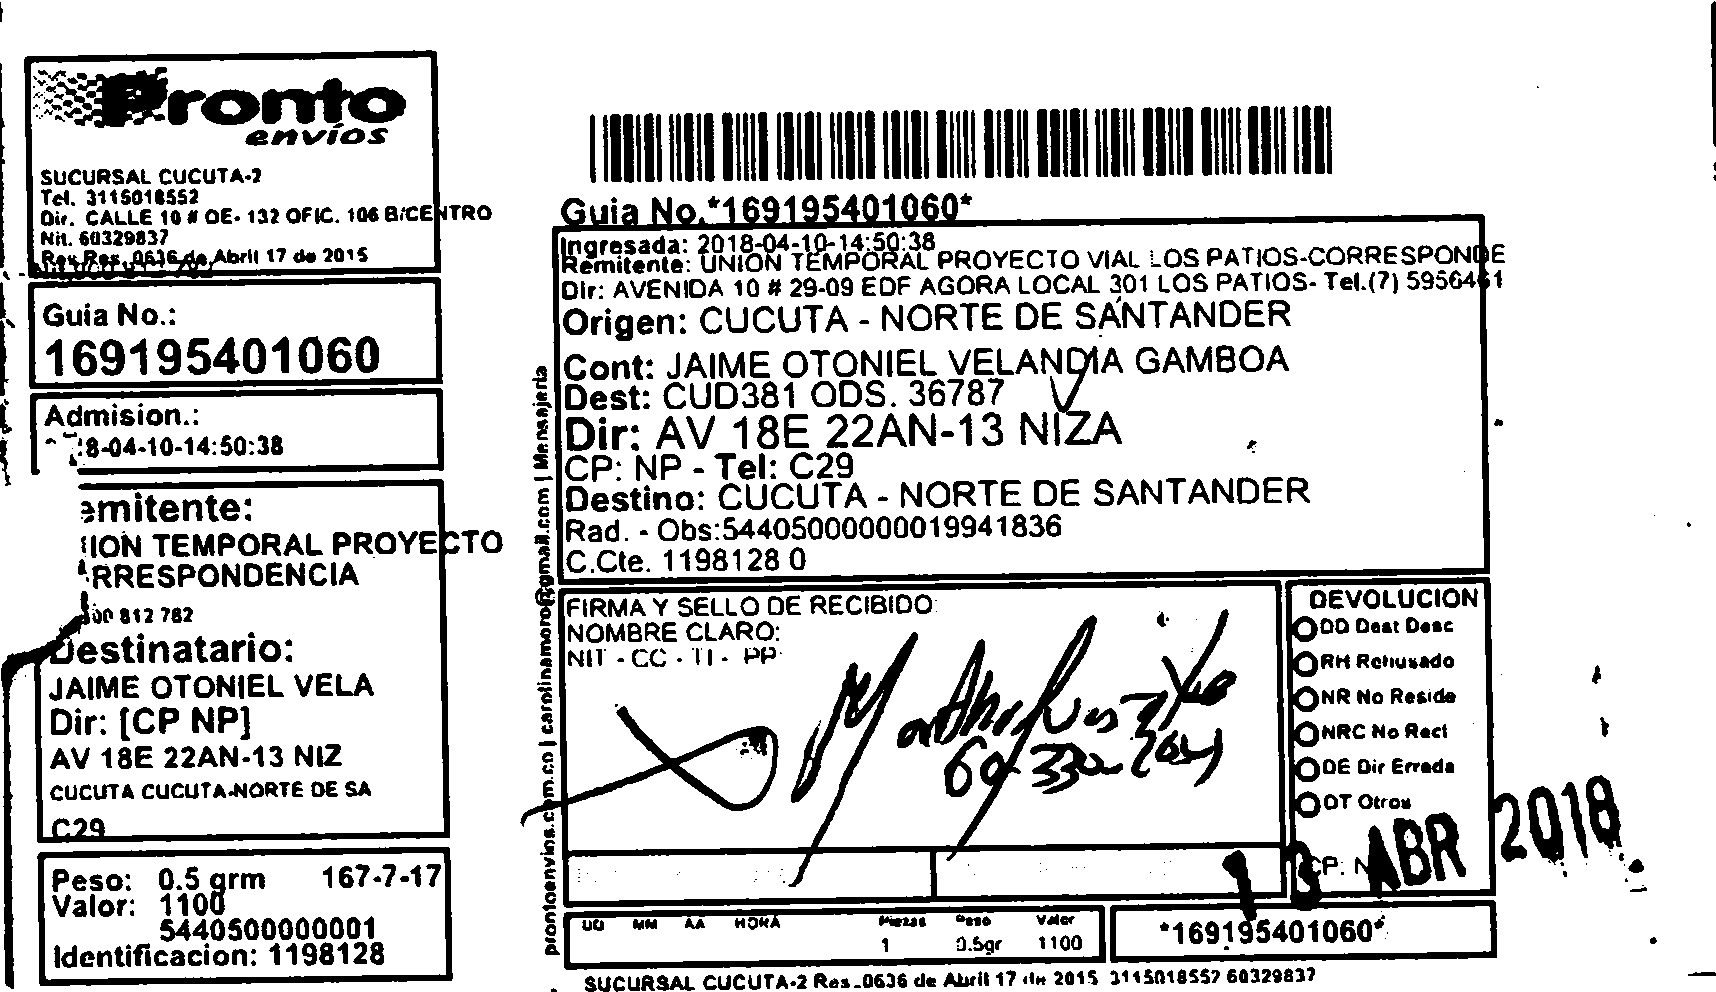 Pronto
envíos
SUCURSAL CUCUTA-2
Tel. 3115018552
Dir. CALLE 10 # OE- 132 OFIC. 106 B/CENTRO
Nit. 60329837
Res. 0636 de Abril 17 de 2015
Guia No.:
169195401060
Admision.:
8-04-10-14:50:38
emitente:
ION TEMPORAL PROYECTO
RRESPONDENCIA
812 782
Destinatario:
JAIME OTONIEL VELA
Dir: [CP NP]
AV 18E 22AN-13 NIZ
CUCUTA CUCUTA-NORTE DE SA
C29
Peso: 0.5 grm 167-7-17
Valor: 1100
5440500000001
Identificacion: 1198128
prontoenvios.com.co | carolinamoro@gmail.com | Mensajeria
Guia No.*169195401060*
Ingresada: 2018-04-10-14:50:38
Remitente: UNION TEMPORAL PROYECTO VIAL LOS PATIOS-CORRESPONDE
Dir: AVENIDA 10 # 29-09 EDF AGORA LOCAL 301 LOS PATIOS- Tel.(7) 5956461
Origen: CUCUTA - NORTE DE SANTANDER
Cont: JAIME OTONIEL VELANDIA GAMBOA
Dest: CUD381 ODS. 36787
Dir: AV 18E 22AN-13 NIZA
CP: NP - Tel: C29
Destino: CUCUTA - NORTE DE SANTANDER
Rad. - Obs:54405000000019941836
C.Cte. 1198128 0
FIRMA Y SELLO DE RECIBIDO:
NOMBRE CLARO:
NIT - CC - TI - PP:
DEVOLUCION
DD Dest Desc
RH Rehusado
NR No Reside
NRC No Recl
DE Dir Errada
OT Otros
CP: N
13 ABR 2018
DD MM AA HORA Piezas Peso Valor
1 0.5gr 1100
*169195401060*
SUCURSAL CUCUTA-2 Res.0636 de Abril 17 de 2015 3115018552 60329837